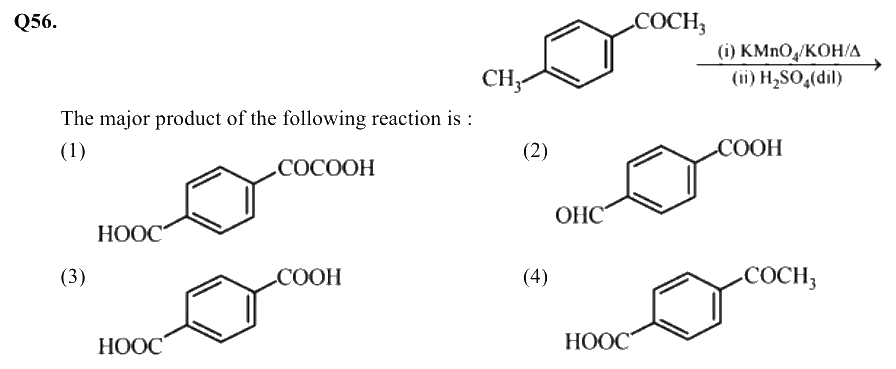 Q56.
COCH₃
CH₃
(i) KMnO₄/KOH/Δ
(ii) H₂SO₄(dil)
The major product of the following reaction is :
(1)
COCOOH
HOOC
(2)
COOH
OHC
(3)
COOH
HOOC
(4)
COCH₃
HOOC